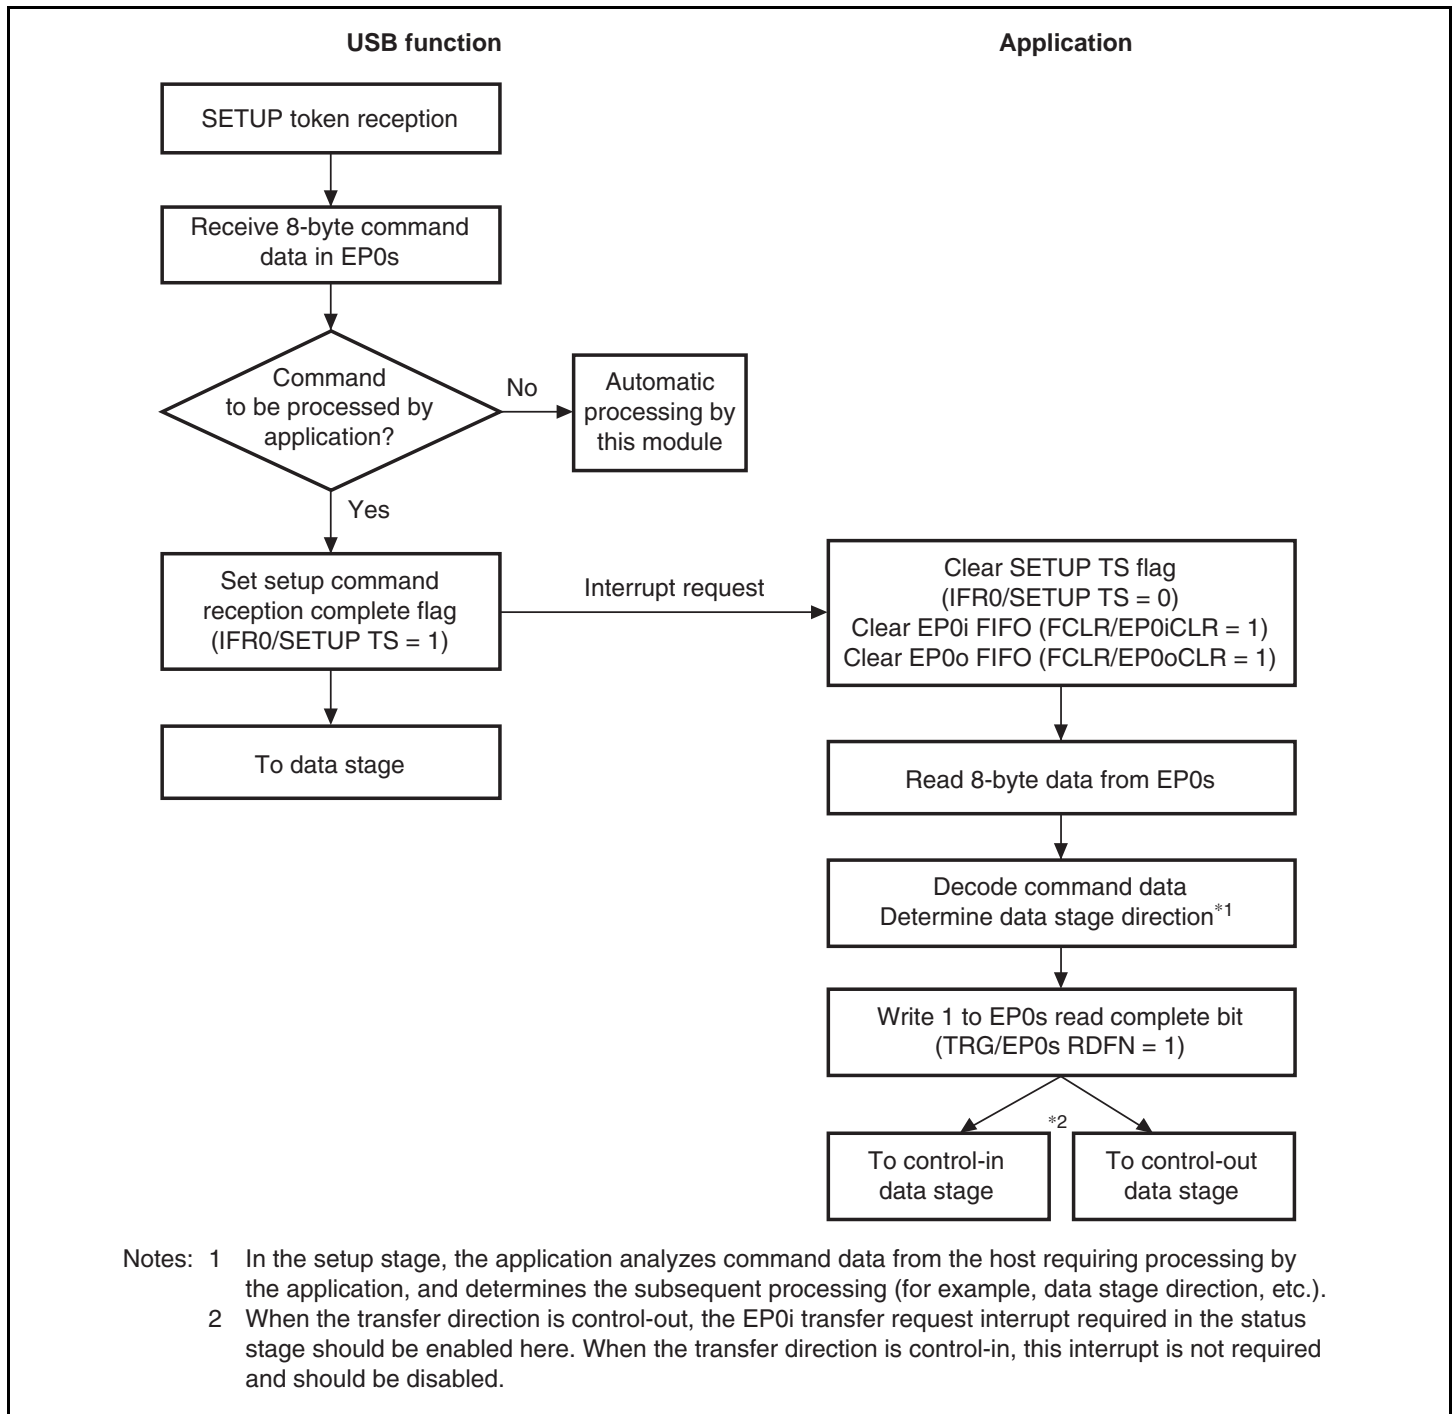 USB function
Application
SETUP token reception
Receive 8-byte command
data in EP0s
Command
to be processed by
application?
No
Automatic
processing by
this module
Yes
Set setup command
reception complete flag
(IFR0/SETUP TS = 1)
Interrupt request
Clear SETUP TS flag
(IFR0/SETUP TS = 0)
Clear EP0i FIFO (FCLR/EP0iCLR = 1)
Clear EP0o FIFO (FCLR/EP0oCLR = 1)
To data stage
Read 8-byte data from EP0s
Decode command data
Determine data stage direction*1
Write 1 to EP0s read complete bit
(TRG/EP0s RDFN = 1)
*2
To control-in
data stage
To control-out
data stage
Notes: 1 In the setup stage, the application analyzes command data from the host requiring processing by
the application, and determines the subsequent processing (for example, data stage direction, etc.).
2 When the transfer direction is control-out, the EP0i transfer request interrupt required in the status
stage should be enabled here. When the transfer direction is control-in, this interrupt is not required
and should be disabled.